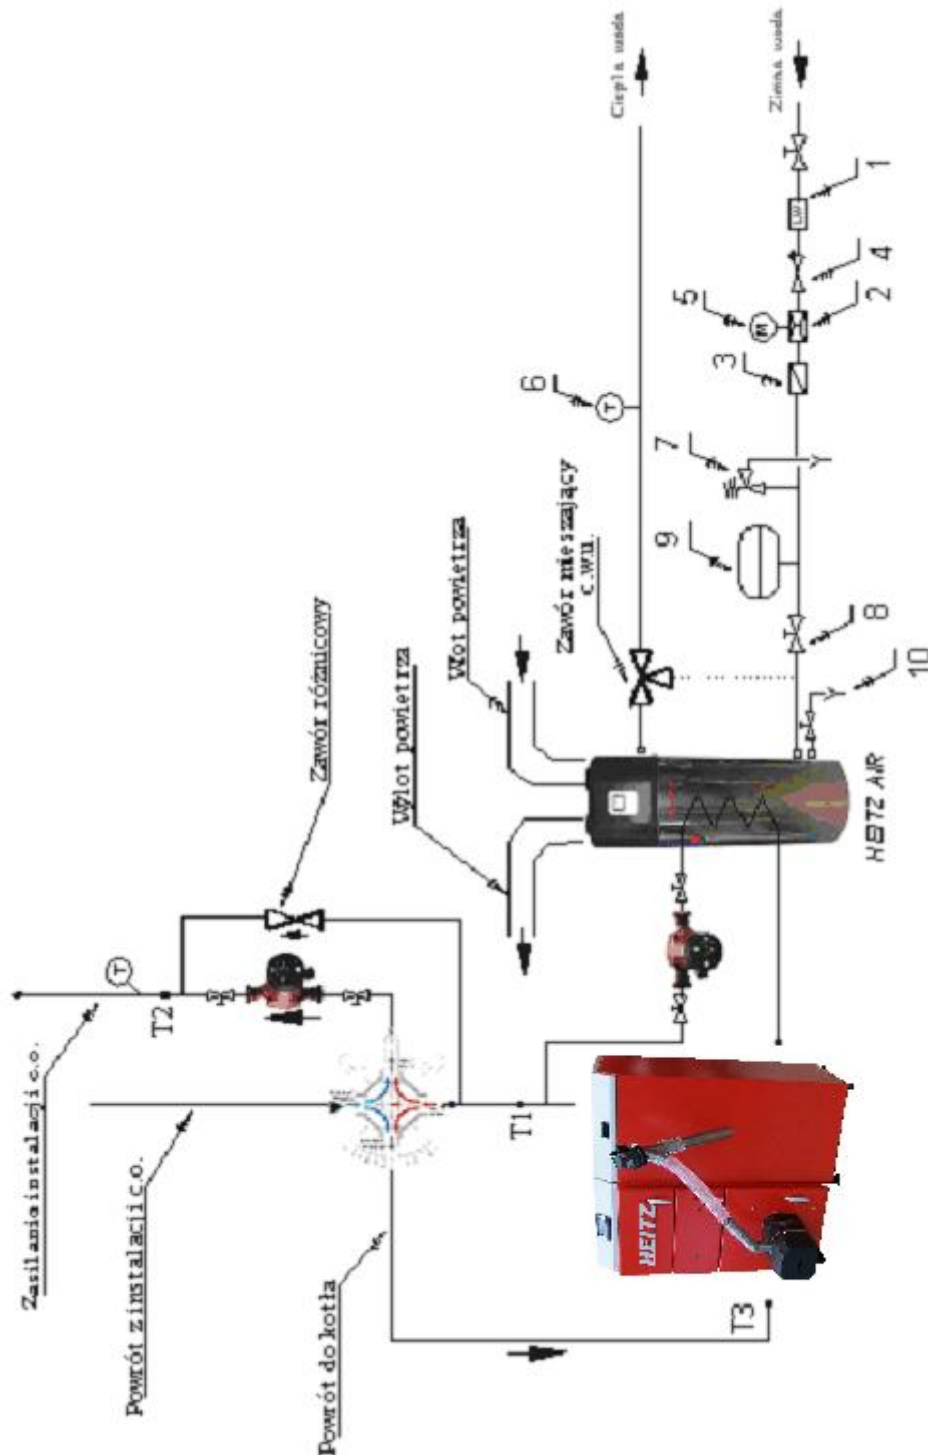 Zasilanie instalacji c.o.
Powrót z instalacji c.o.
Powrót do kotła
T2
T
Zawór różnicowy
T1
T3
HEITZ
Wylot powietrza
Wlot powietrza
HEITZ AIR
Zawór mieszający
c.w.u.
Ciepła woda
Zimna woda
6
T
5
M
1
LW
4
2
3
7
9
8
10